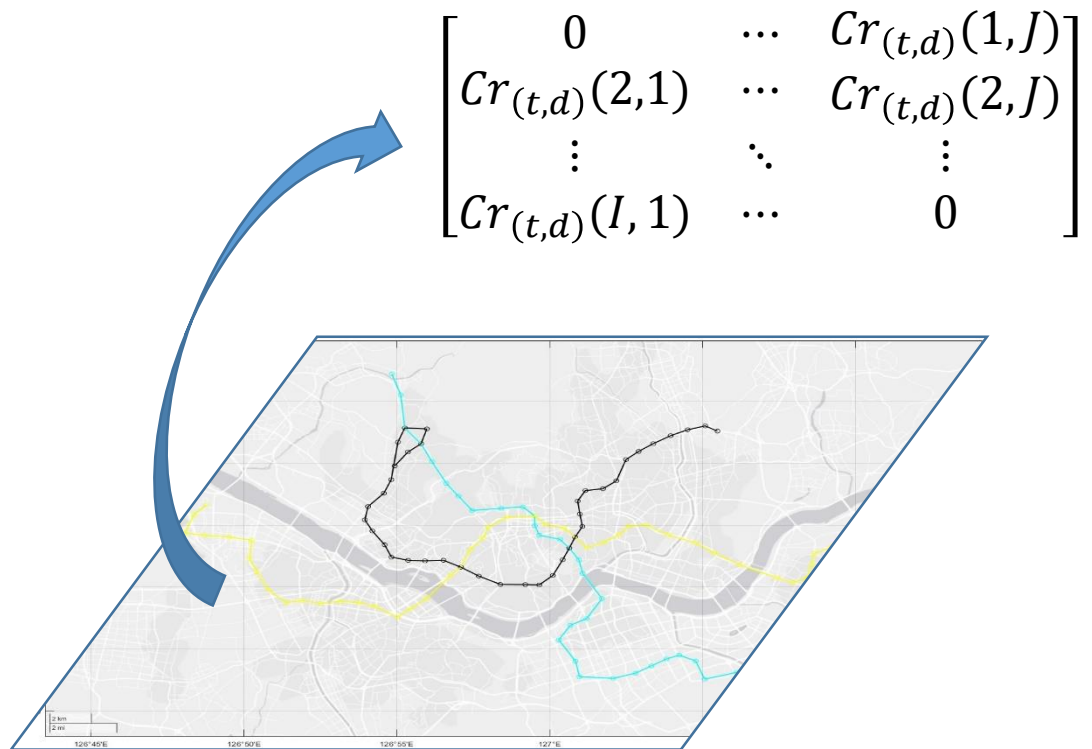 0 ⋯ Cr₍t,d₎(1, J)
Cr₍t,d₎(2,1) ⋯ Cr₍t,d₎(2, J)
⋮ ⋱ ⋮
Cr₍t,d₎(I, 1) ⋯ 0
2 km
2 mi
126°45'E 126°50'E 126°55'E 127°E